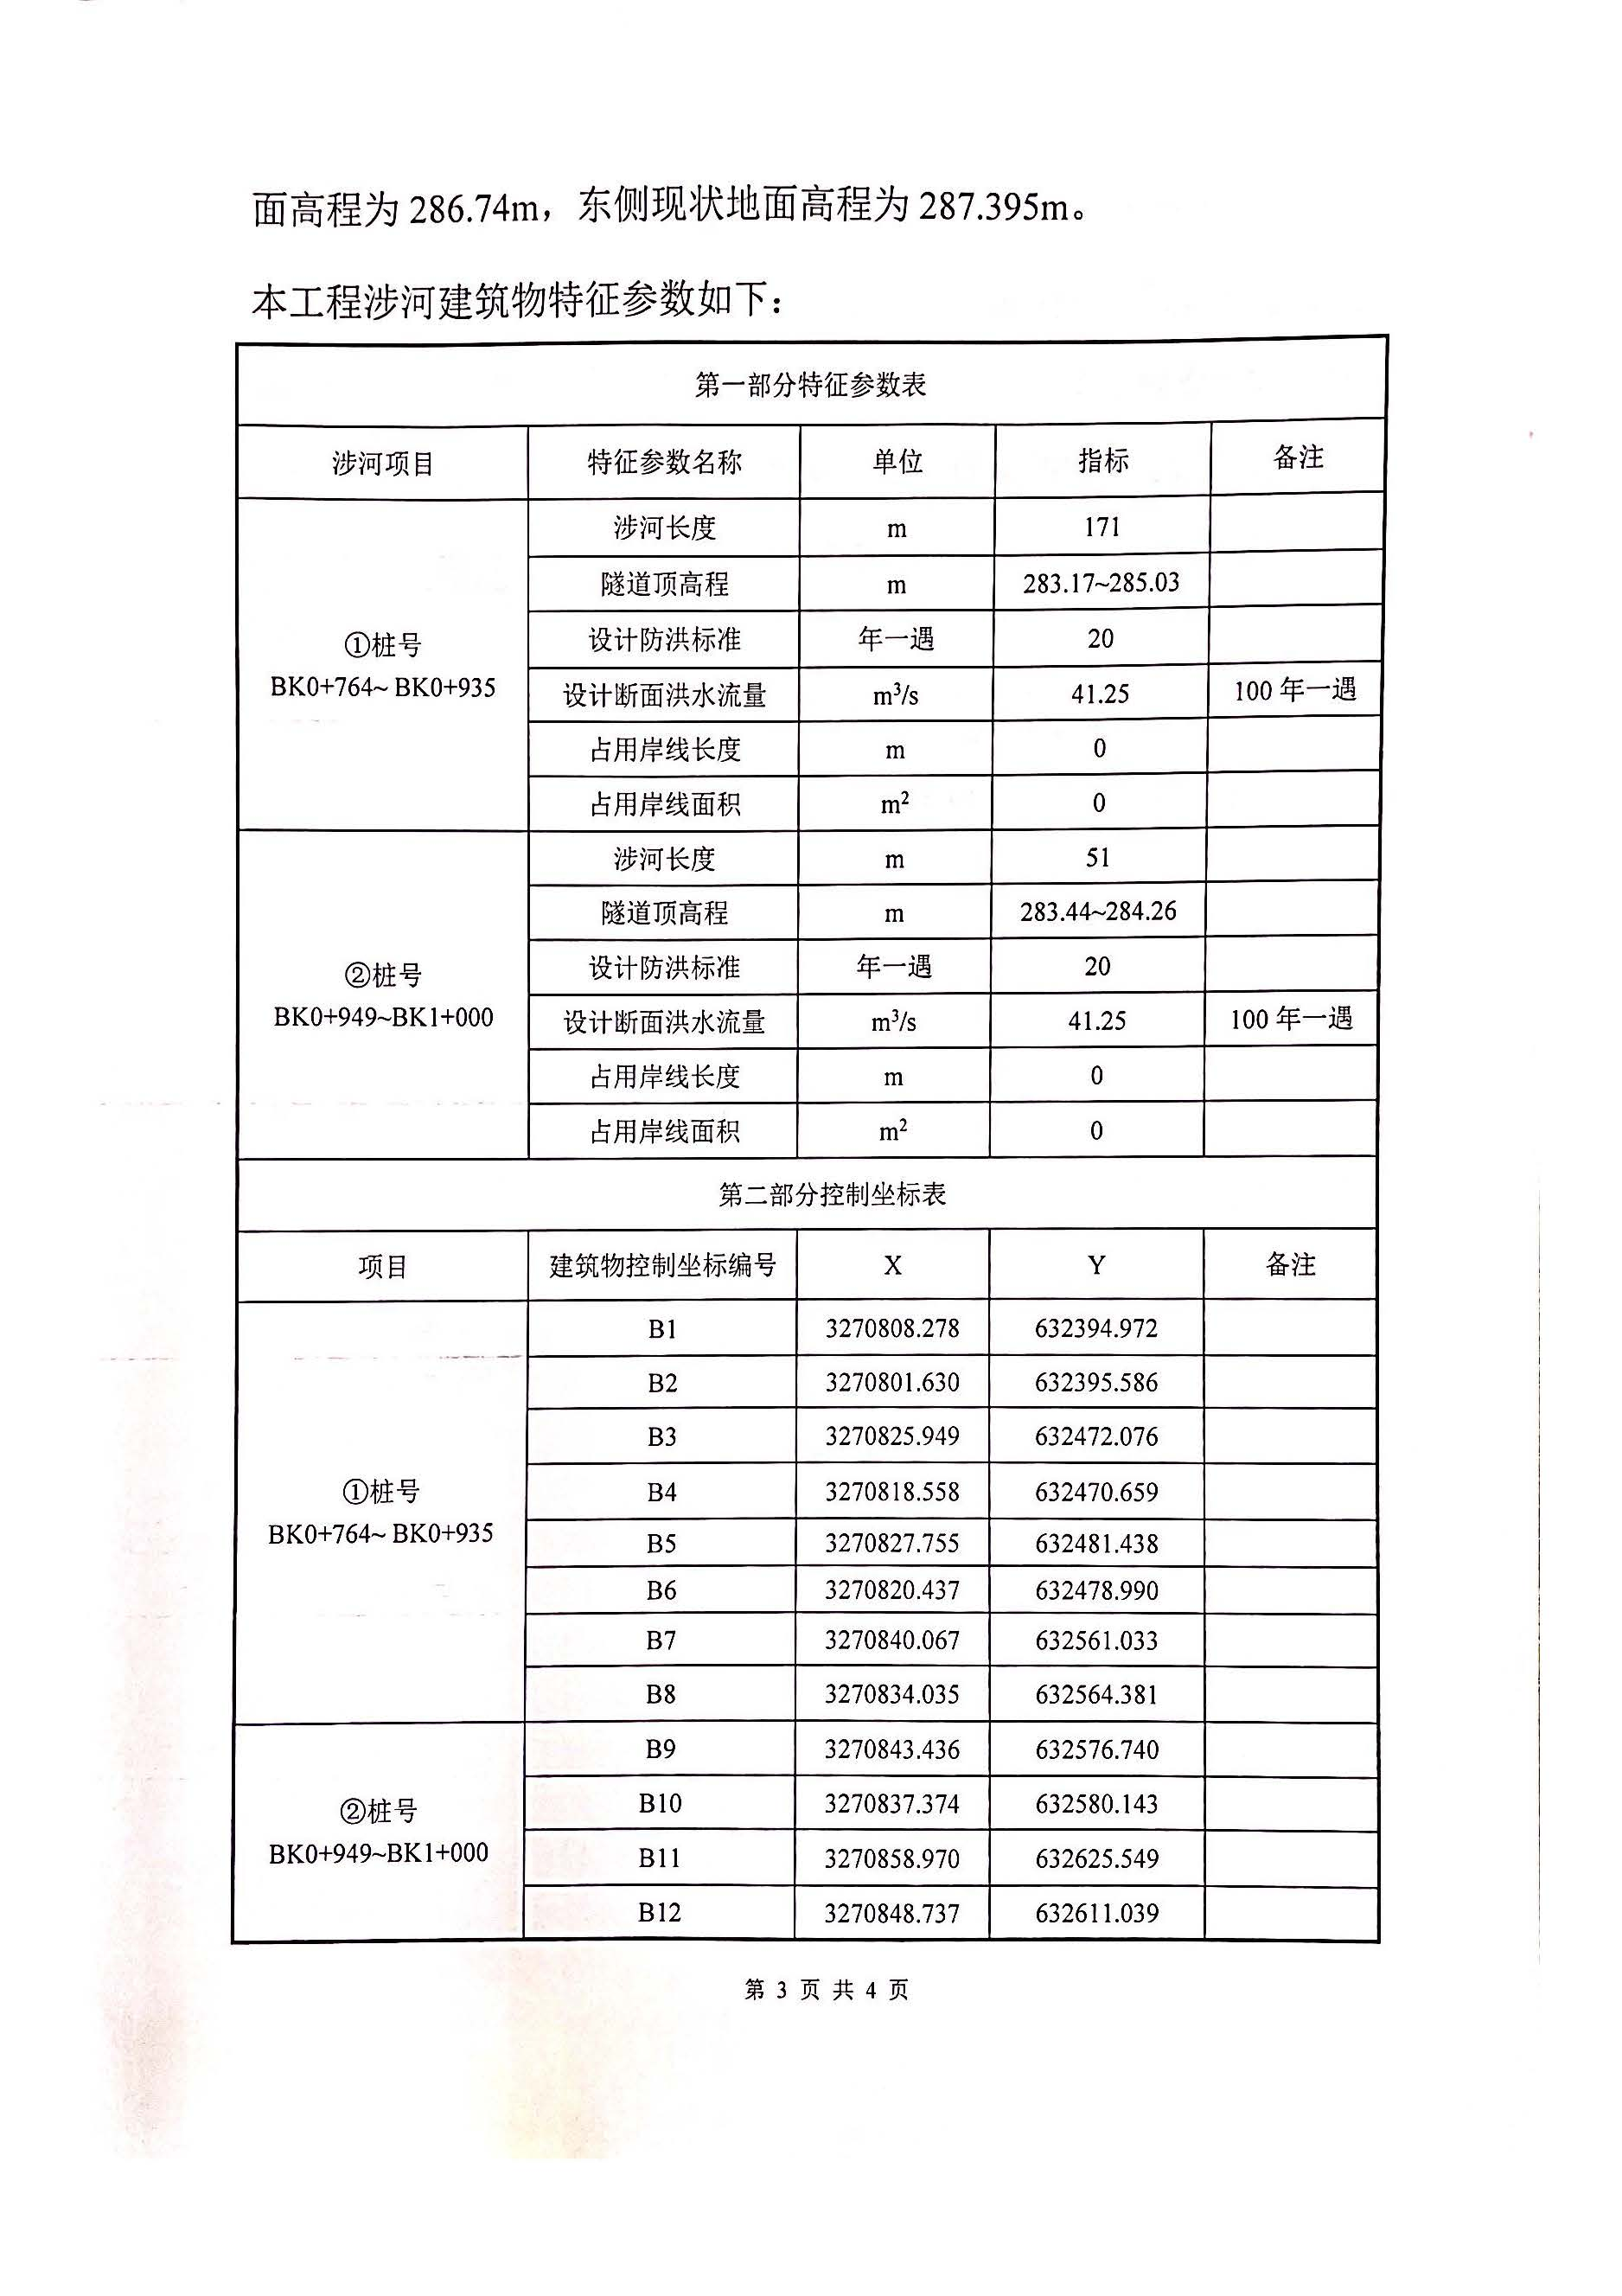 面高程为 286.74m，东侧现状地面高程为 287.395m。
本工程涉河建筑物特征参数如下：
第一部分特征参数表
涉河项目 特征参数名称 单位 指标 备注
①桩号
BK0+764~ BK0+935
涉河长度 m 171
隧道顶高程 m 283.17~285.03
设计防洪标准 年一遇 20
设计断面洪水流量 m³/s 41.25 100 年一遇
占用岸线长度 m 0
占用岸线面积 m² 0
②桩号
BK0+949~BK1+000
涉河长度 m 51
隧道顶高程 m 283.44~284.26
设计防洪标准 年一遇 20
设计断面洪水流量 m³/s 41.25 100 年一遇
占用岸线长度 m 0
占用岸线面积 m² 0
第二部分控制坐标表
项目 建筑物控制坐标编号 X Y 备注
①桩号
BK0+764~ BK0+935
B1 3270808.278 632394.972
B2 3270801.630 632395.586
B3 3270825.949 632472.076
B4 3270818.558 632470.659
B5 3270827.755 632481.438
B6 3270820.437 632478.990
B7 3270840.067 632561.033
B8 3270834.035 632564.381
②桩号
BK0+949~BK1+000
B9 3270843.436 632576.740
B10 3270837.374 632580.143
B11 3270858.970 632625.549
B12 3270848.737 632611.039
第 3 页 共 4 页